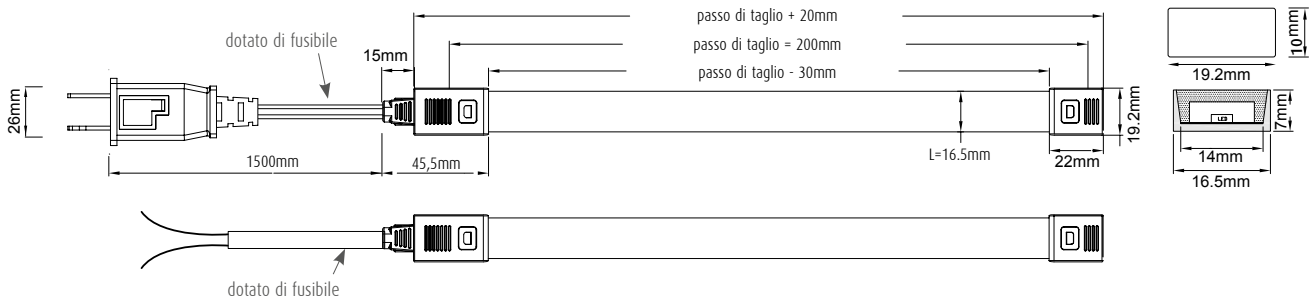 passo di taglio + 20mm
dotato di fusibile
passo di taglio = 200mm
15mm
passo di taglio - 30mm
10mm
19.2mm
26mm
19.2mm
LED
7mm
1500mm
45,5mm
L=16.5mm
22mm
14mm
16.5mm
D
D
D
D
dotato di fusibile